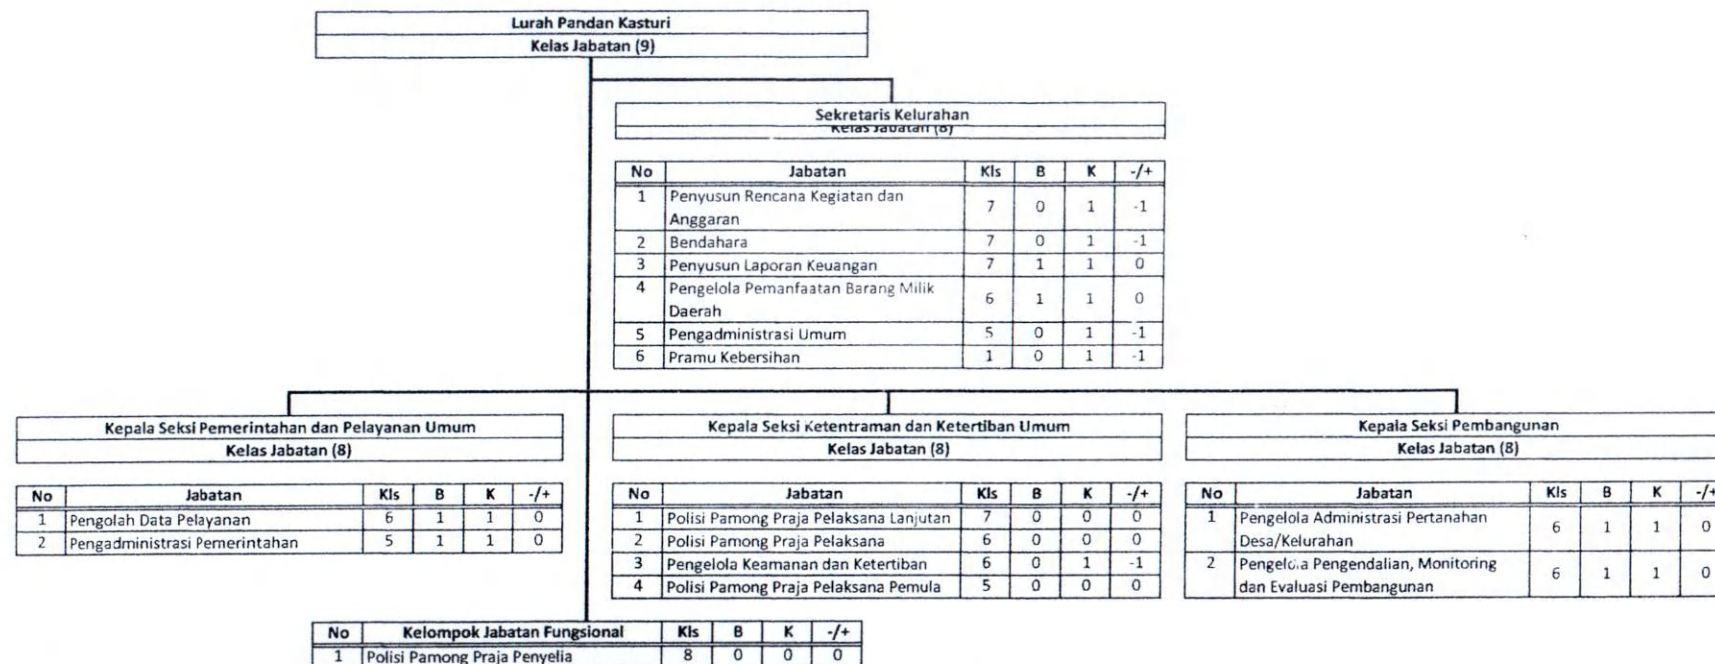 Lurah Pandan Kasturi
Kelas Jabatan (9)
Sekretaris Kelurahan
Kelas Jabatan (8)
No Jabatan Kls B K -/+
1 Penyusun Rencana Kegiatan dan
Anggaran 7 0 1 -1
2 Bendahara 7 0 1 -1
3 Penyusun Laporan Keuangan 7 1 1 0
4 Pengelola Pemanfaatan Barang Milik
Daerah 6 1 1 0
5 Pengadministrasi Umum 5 0 1 -1
6 Pramu Kebersihan 1 0 1 -1
Kepala Seksi Pemerintahan dan Pelayanan Umum
Kelas Jabatan (8)
No Jabatan Kls B K -/+
1 Pengolah Data Pelayanan 6 1 1 0
2 Pengadministrasi Pemerintahan 5 1 1 0
Kepala Seksi Ketentraman dan Ketertiban Umum
Kelas Jabatan (8)
No Jabatan Kls B K -/+
1 Polisi Pamong Praja Pelaksana Lanjutan 7 0 0 0
2 Polisi Pamong Praja Pelaksana 6 0 0 0
3 Pengelola Keamanan dan Ketertiban 6 0 1 -1
4 Polisi Pamong Praja Pelaksana Pemula 5 0 0 0
Kepala Seksi Pembangunan
Kelas Jabatan (8)
No Jabatan Kls B K -/+
1 Pengelola Administrasi Pertanahan
Desa/Kelurahan 6 1 1 0
2 Pengelola Pengendalian, Monitoring
dan Evaluasi Pembangunan 6 1 1 0
No Kelompok Jabatan Fungsional Kls B K -/+
1 Polisi Pamong Praja Penyelia 8 0 0 0